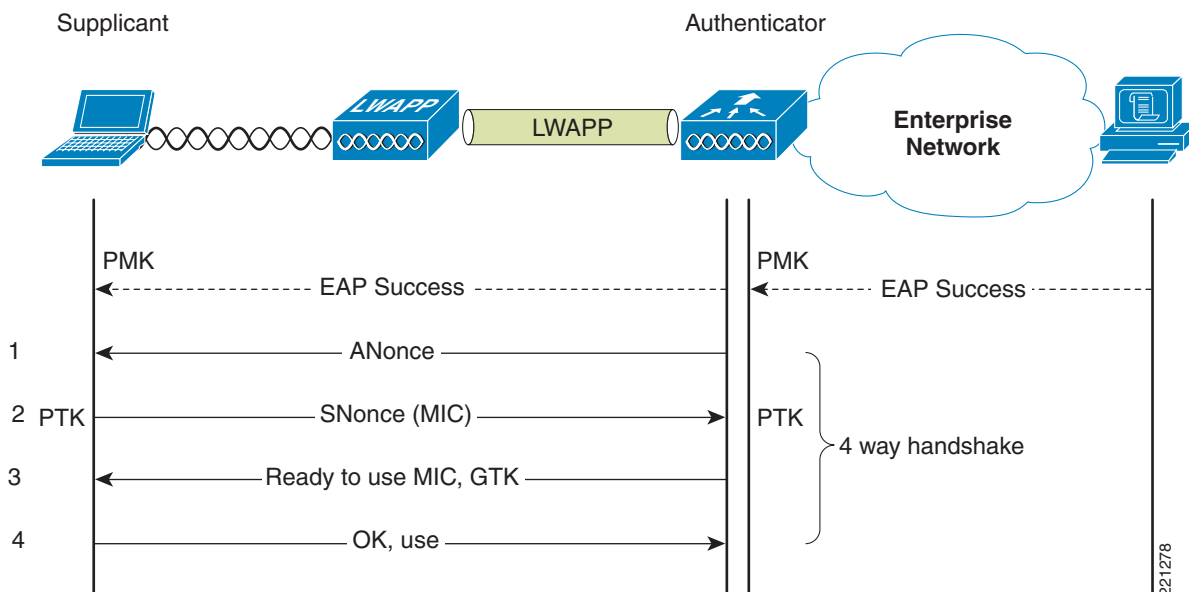 Supplicant
Authenticator
LWAPP
LWAPP
Enterprise
Network
PMK
EAP Success
PMK
EAP Success
1
ANonce
2
PTK
SNonce (MIC)
PTK
4 way handshake
3
Ready to use MIC, GTK
4
OK, use
221278